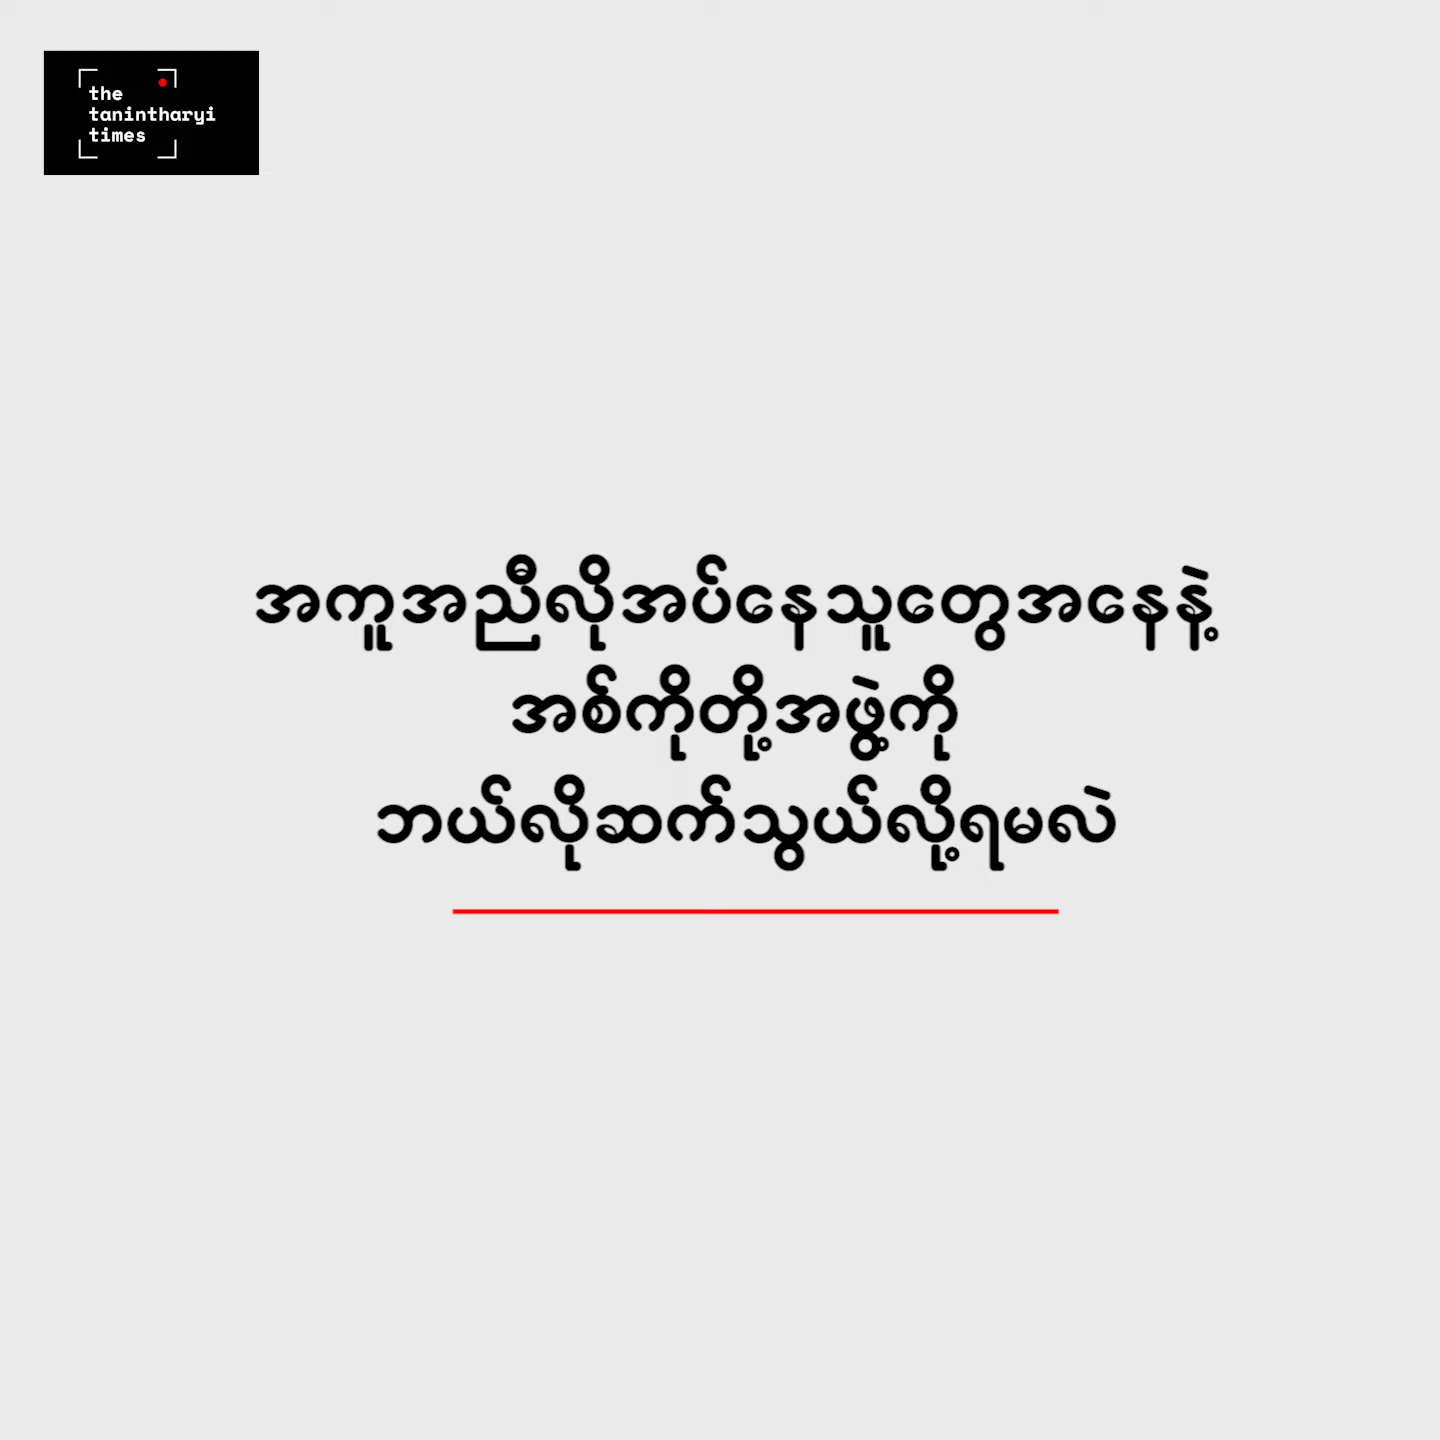 the
tanintharyi
times
အကူအညီလိုအပ်နေသူတွေအနေနဲ့
အစ်ကိုတို့အဖွဲ့ကို
ဘယ်လိုဆက်သွယ်လို့ရမလဲ